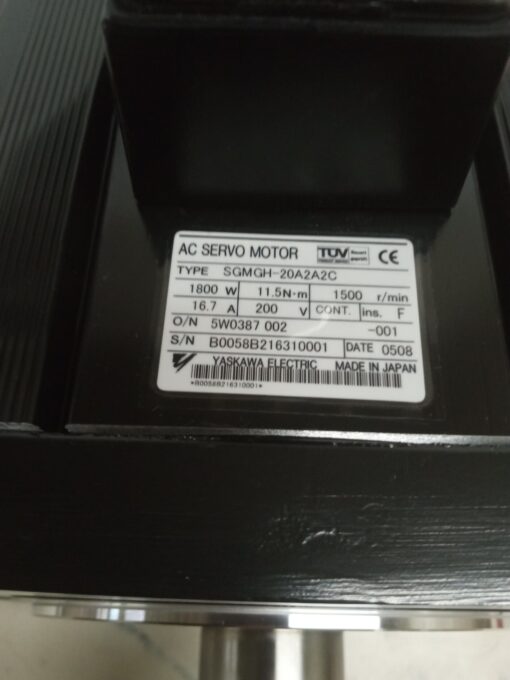 AC SERVO MOTOR TÜV CE
TYPE SGMGH-20A2A2C
1800 W 11.5N·m 1500 r/min
16.7 A 200 V CONT. ins. F
O/N 5W0387 002 -001
S/N B0058B216310001 DATE 0508
YASKAWA ELECTRIC MADE IN JAPAN
*B0058B216310001*